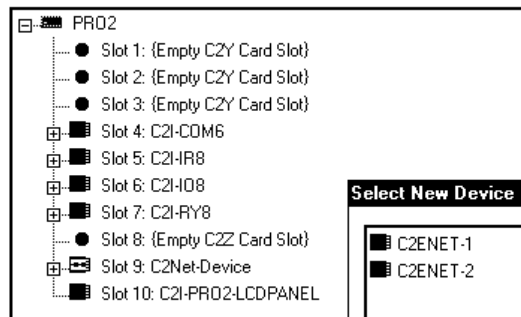 PRO2
Slot 1: {Empty C2Y Card Slot}
Slot 2: {Empty C2Y Card Slot}
Slot 3: {Empty C2Y Card Slot}
Slot 4: C2I-COM6
Slot 5: C2I-IR8
Slot 6: C2I-IO8
Slot 7: C2I-RY8
Slot 8: {Empty C2Z Card Slot}
Slot 9: C2Net-Device
Slot 10: C2I-PRO2-LCDPANEL
Select New Device
C2ENET-1
C2ENET-2